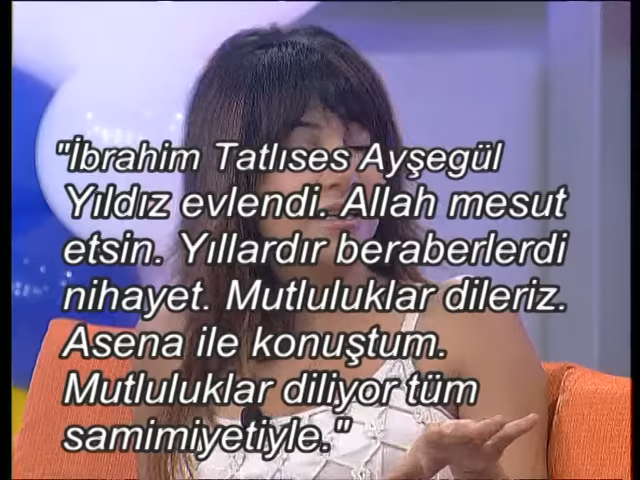 "İbrahim Tatlıses Ayşegül
Yıldız evlendi. Allah mesut
etsin. Yıllardır beraberlerdi
nihayet. Mutluluklar dileriz.
Asena ile konuştum.
Mutluluklar diliyor tüm
samimiyetiyle."